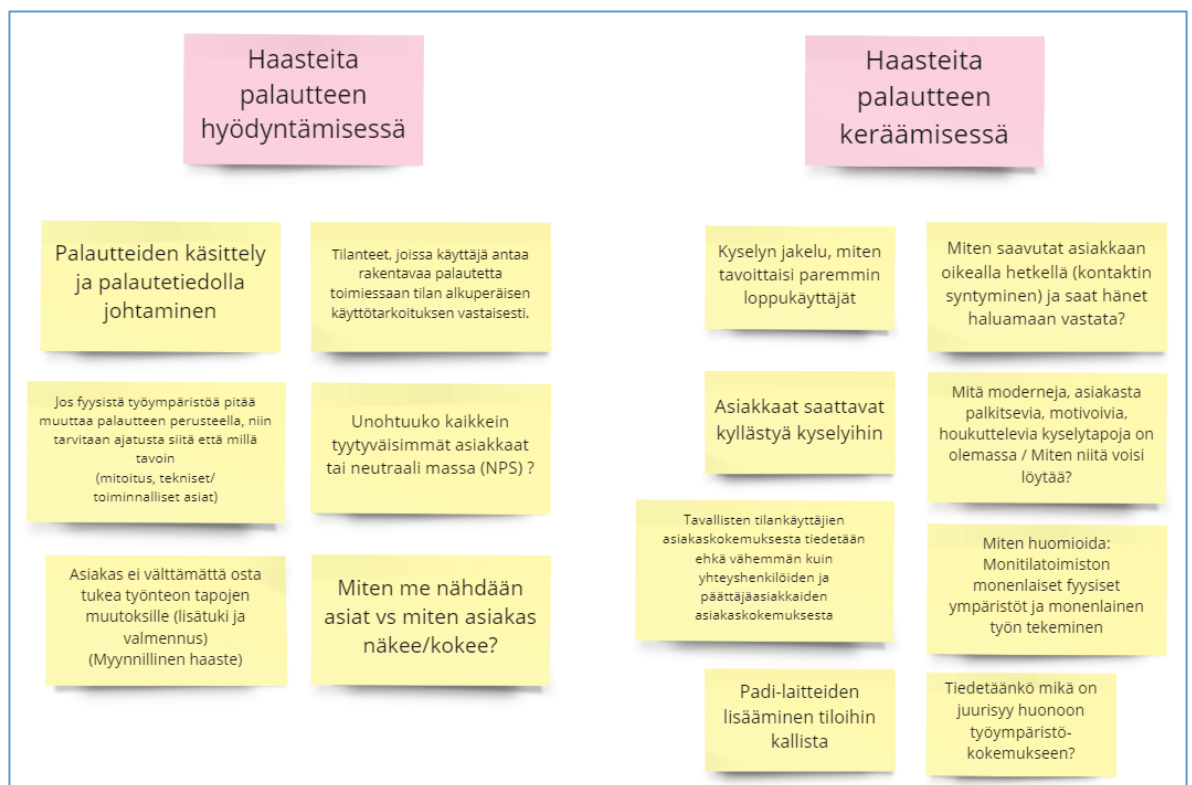 Haasteita
palautteen
hyödyntämisessä
Palautteiden käsittely
ja palautetiedolla
johtaminen
Tilanteet, joissa käyttäjä antaa
rakentavaa palautetta
toimiessaan tilan alkuperäisen
käyttötarkoituksen vastaisesti.
Jos fyysistä työympäristöä pitää
muuttaa palautteen perusteella, niin
tarvitaan ajatusta siitä että millä
tavoin
(mitoitus, tekniset/
toiminnalliset asiat)
Unohtuuko kaikkein
tyytyväisimmät asiakkaat
tai neutraali massa (NPS) ?
Asiakas ei välttämättä osta
tukea työnteon tapojen
muutoksille (lisätuki ja
valmennus)
(Myynnillinen haaste)
Miten me nähdään
asiat vs miten asiakas
näkee/kokee?
Haasteita
palautteen
keräämisessä
Kyselyn jakelu, miten
tavoittaisi paremmin
loppukäyttäjät
Miten saavutat asiakkaan
oikealla hetkellä (kontaktin
syntyminen) ja saat hänet
haluamaan vastata?
Asiakkaat saattavat
kyllästyä kyselyihin
Mitä moderneja, asiakasta
palkitsevia, motivoivia,
houkuttelevia kyselytapoja on
olemassa / Miten niitä voisi
löytää?
Tavallisten tilankäyttäjien
asiakaskokemuksesta tiedetään
ehkä vähemmän kuin
yhteyshenkilöiden ja
päättäjäasiakkaiden
asiakaskokemuksesta
Miten huomioida:
Monitilatoimiston
monenlaiset fyysiset
ympäristöt ja monenlainen
työn tekeminen
Padi-laitteiden
lisääminen tiloihin
kallista
Tiedetäänkö mikä on
juurisyy huonoon
työympäristö-
kokemukseen?